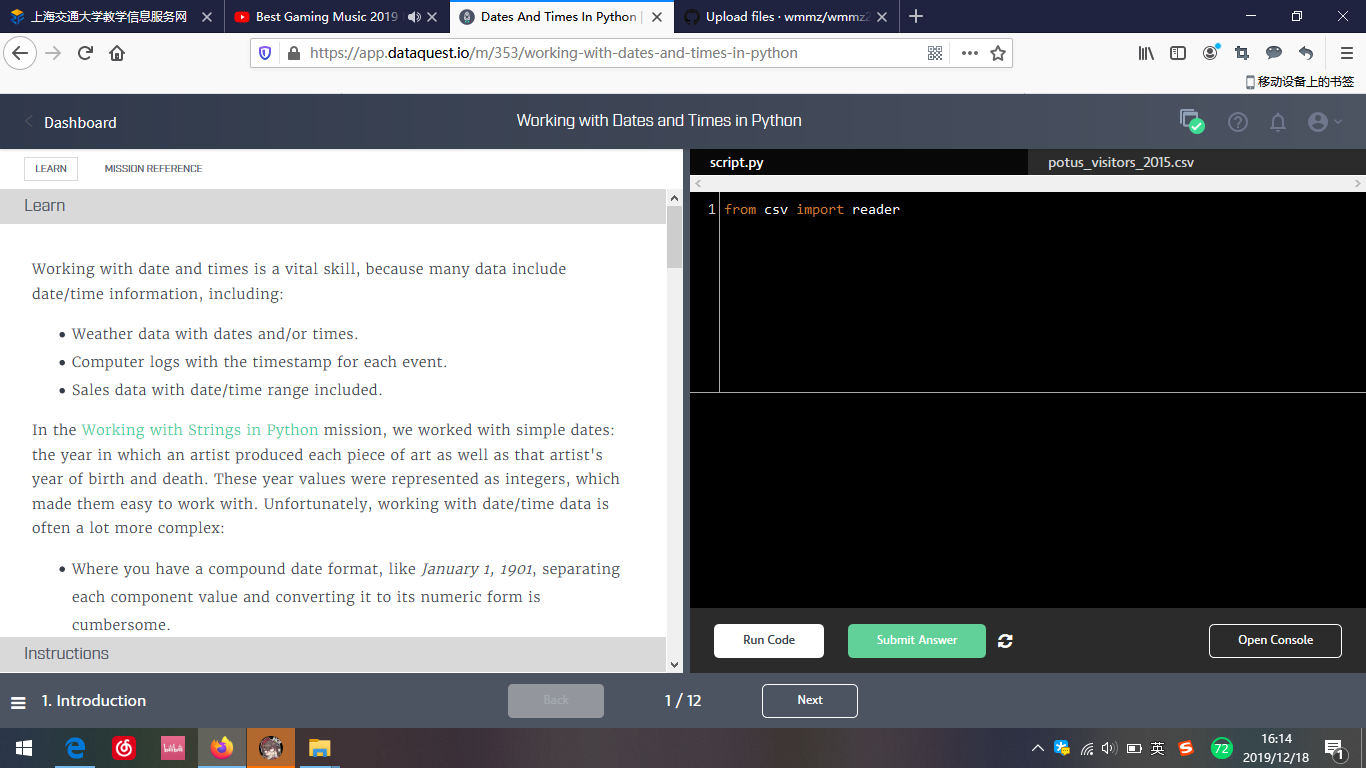 上海交通大学教学信息服务网
Best Gaming Music 2019
Dates And Times In Python |
Upload files · wmmz/wmmz
https://app.dataquest.io/m/353/working-with-dates-and-times-in-python
移动设备上的书签
Dashboard
Working with Dates and Times in Python
LEARN
MISSION REFERENCE
script.py
potus_visitors_2015.csv
Learn
1 from csv import reader
Working with date and times is a vital skill, because many data include
date/time information, including:
• Weather data with dates and/or times.
• Computer logs with the timestamp for each event.
• Sales data with date/time range included.
In the Working with Strings in Python mission, we worked with simple dates:
the year in which an artist produced each piece of art as well as that artist's
year of birth and death. These year values were represented as integers, which
made them easy to work with. Unfortunately, working with date/time data is
often a lot more complex:
• Where you have a compound date format, like January 1, 1901, separating
each component value and converting it to its numeric form is
cumbersome.
Instructions
Run Code
Submit Answer
Open Console
1. Introduction
Back
1 / 12
Next
英
72
16:14
2019/12/18
1